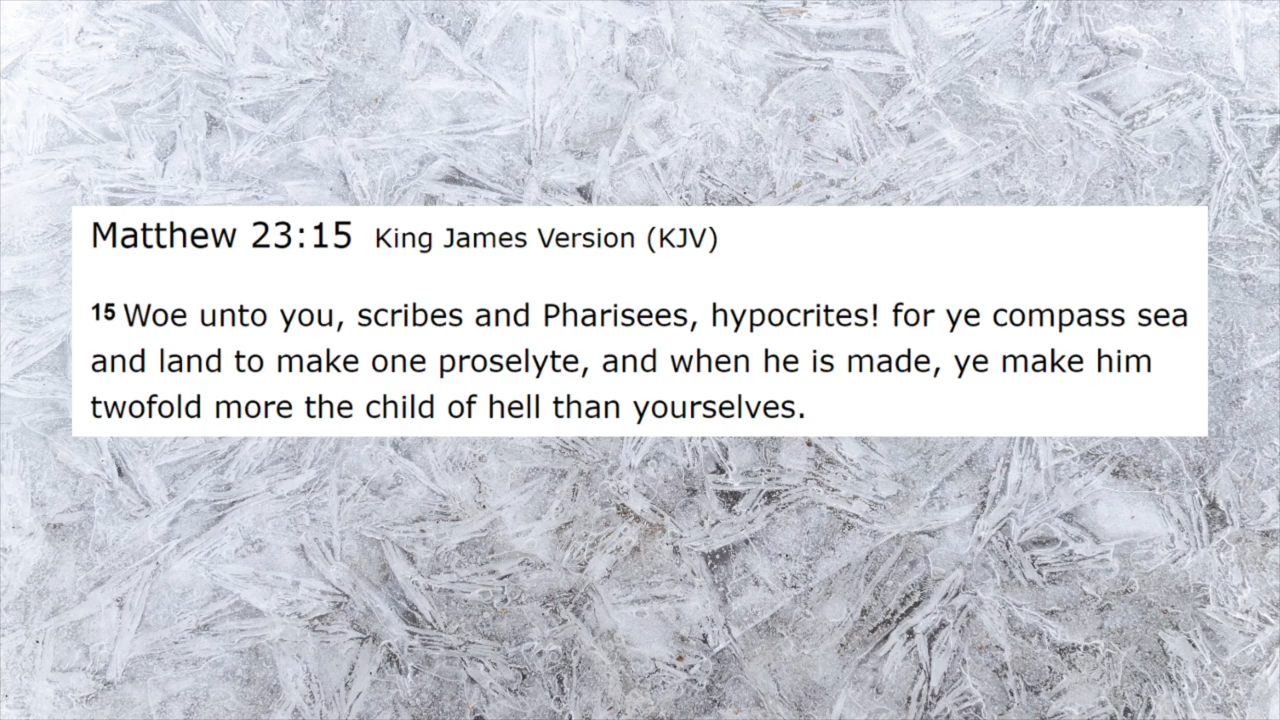 Matthew 23:15 King James Version (KJV)
15 Woe unto you, scribes and Pharisees, hypocrites! for ye compass sea
and land to make one proselyte, and when he is made, ye make him
twofold more the child of hell than yourselves.